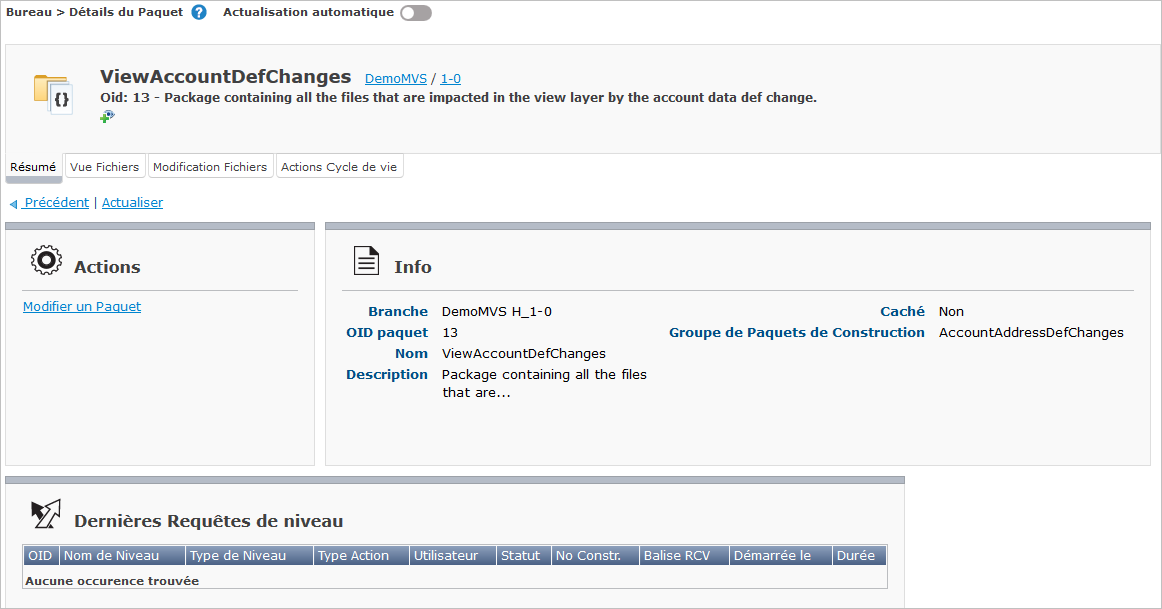 Bureau > Détails du Paquet ? Actualisation automatique
ViewAccountDefChanges DemoMVS / 1-0
Oid: 13 - Package containing all the files that are impacted in the view layer by the account data def change.
Résumé Vue Fichiers Modification Fichiers Actions Cycle de vie
Précédent | Actualiser
Actions
Modifier un Paquet
Info
Branche DemoMVS H_1-0 Caché Non
OID paquet 13 Groupe de Paquets de Construction AccountAddressDefChanges
Nom ViewAccountDefChanges
Description Package containing all the files
that are...
Dernières Requêtes de niveau
OID Nom de Niveau Type de Niveau Type Action Utilisateur Statut No Constr. Balise RCV Démarrée le Durée
Aucune occurence trouvée